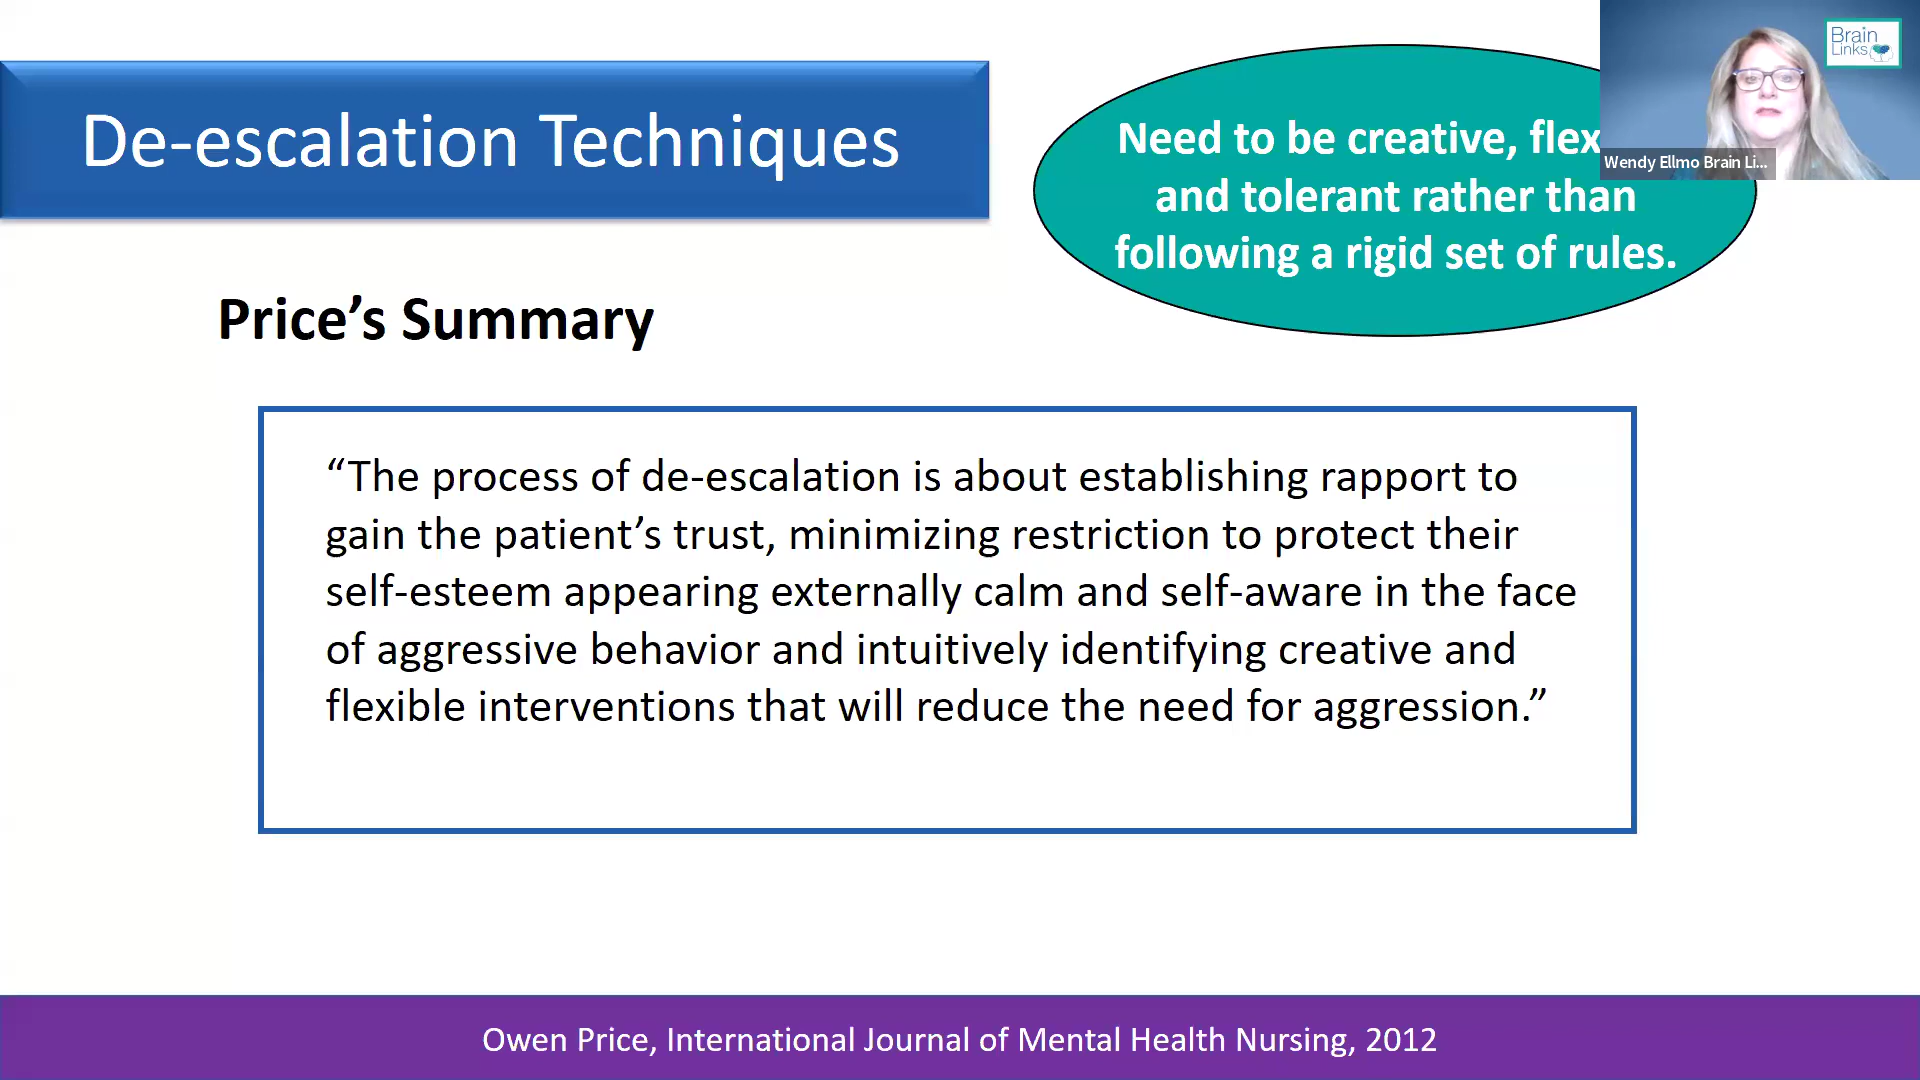 De-escalation Techniques
Need to be creative, flex
and tolerant rather than
following a rigid set of rules.
Brain
Links
Wendy Ellmo Brain Li...
Price’s Summary
“The process of de-escalation is about establishing rapport to
gain the patient’s trust, minimizing restriction to protect their
self-esteem appearing externally calm and self-aware in the face
of aggressive behavior and intuitively identifying creative and
flexible interventions that will reduce the need for aggression.”
Owen Price, International Journal of Mental Health Nursing, 2012